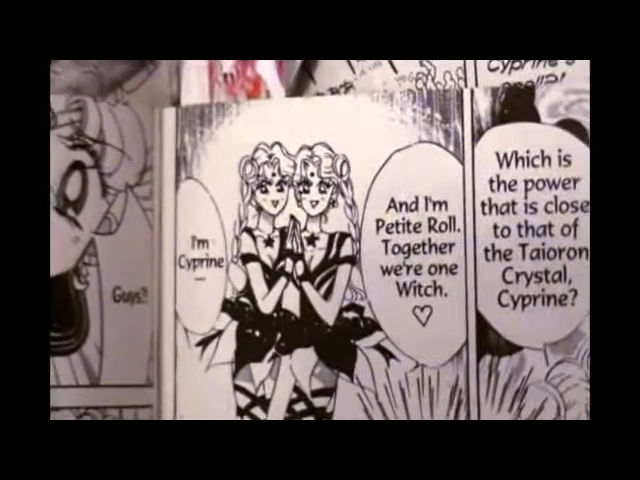 Guys?!
I'm
Cyprine
—
And I'm
Petite Roll.
Together
we're one
Witch.
♡
Cyprine's
Which is
the power
that is close
to that of
the Taioron
Crystal,
Cyprine?